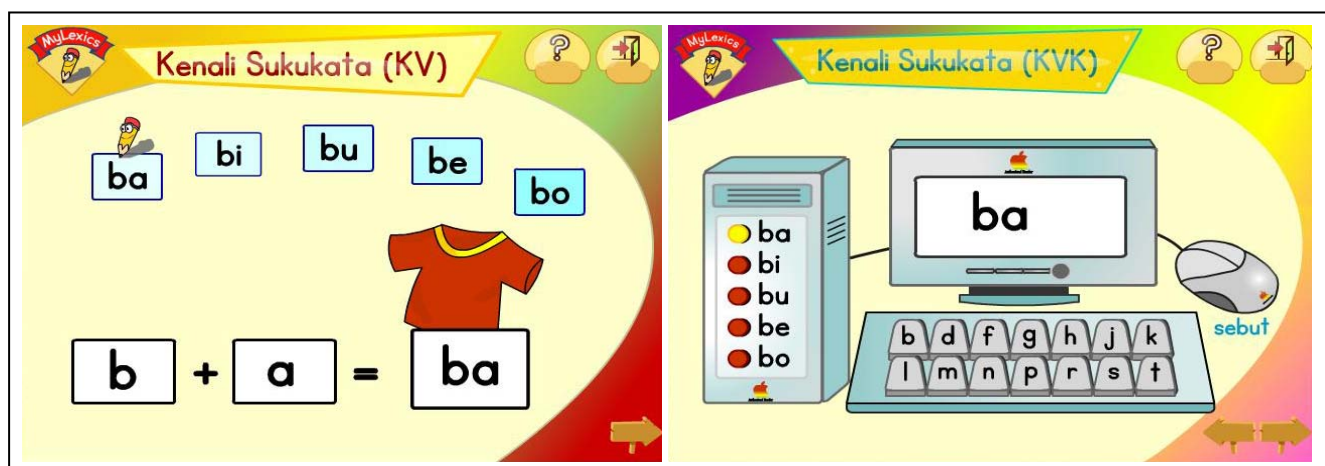 MyLexics
Kenali Sukukata (KV)
?
ba
bi
bu
be
bo
b + a = ba
MyLexics
Kenali Sukukata (KVK)
?
ba
bi
bu
be
bo
ba
b d f g h j k
l m n p r s t
sebut